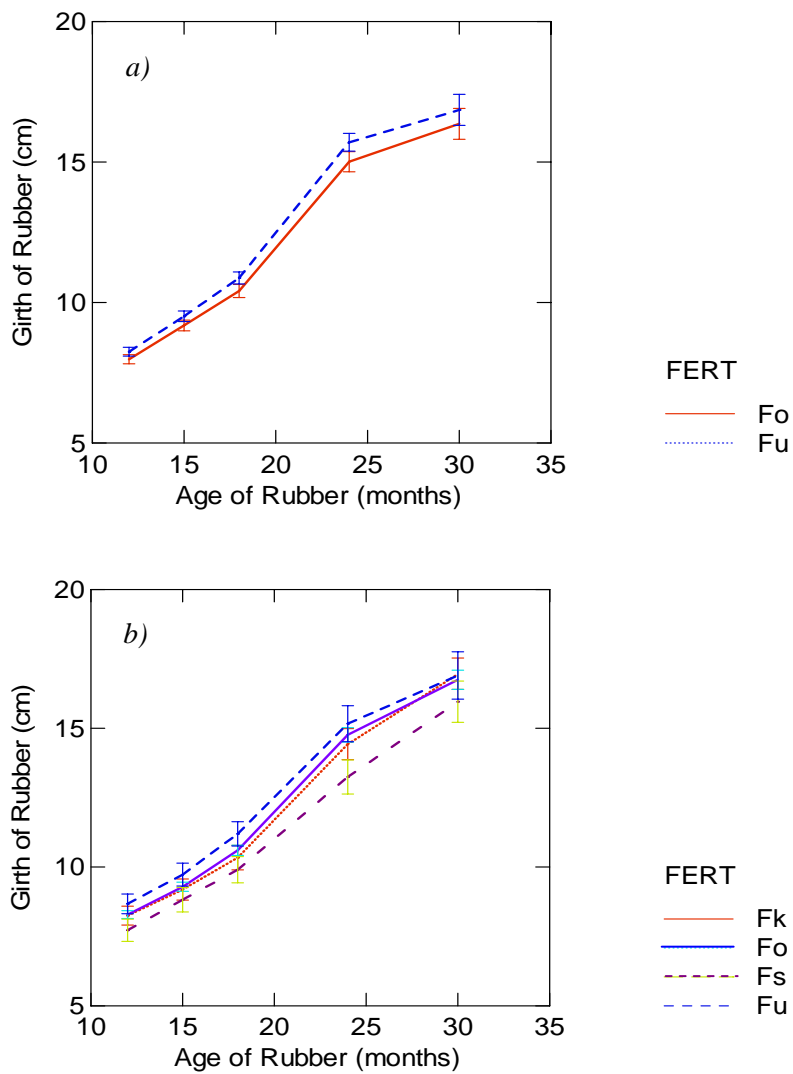 20
a)
15
10
5
Girth of Rubber (cm)
10 15 20 25 30 35
Age of Rubber (months)
FERT
Fo
Fu
20
b)
15
10
5
Girth of Rubber (cm)
10 15 20 25 30 35
Age of Rubber (months)
FERT
Fk
Fo
Fs
Fu